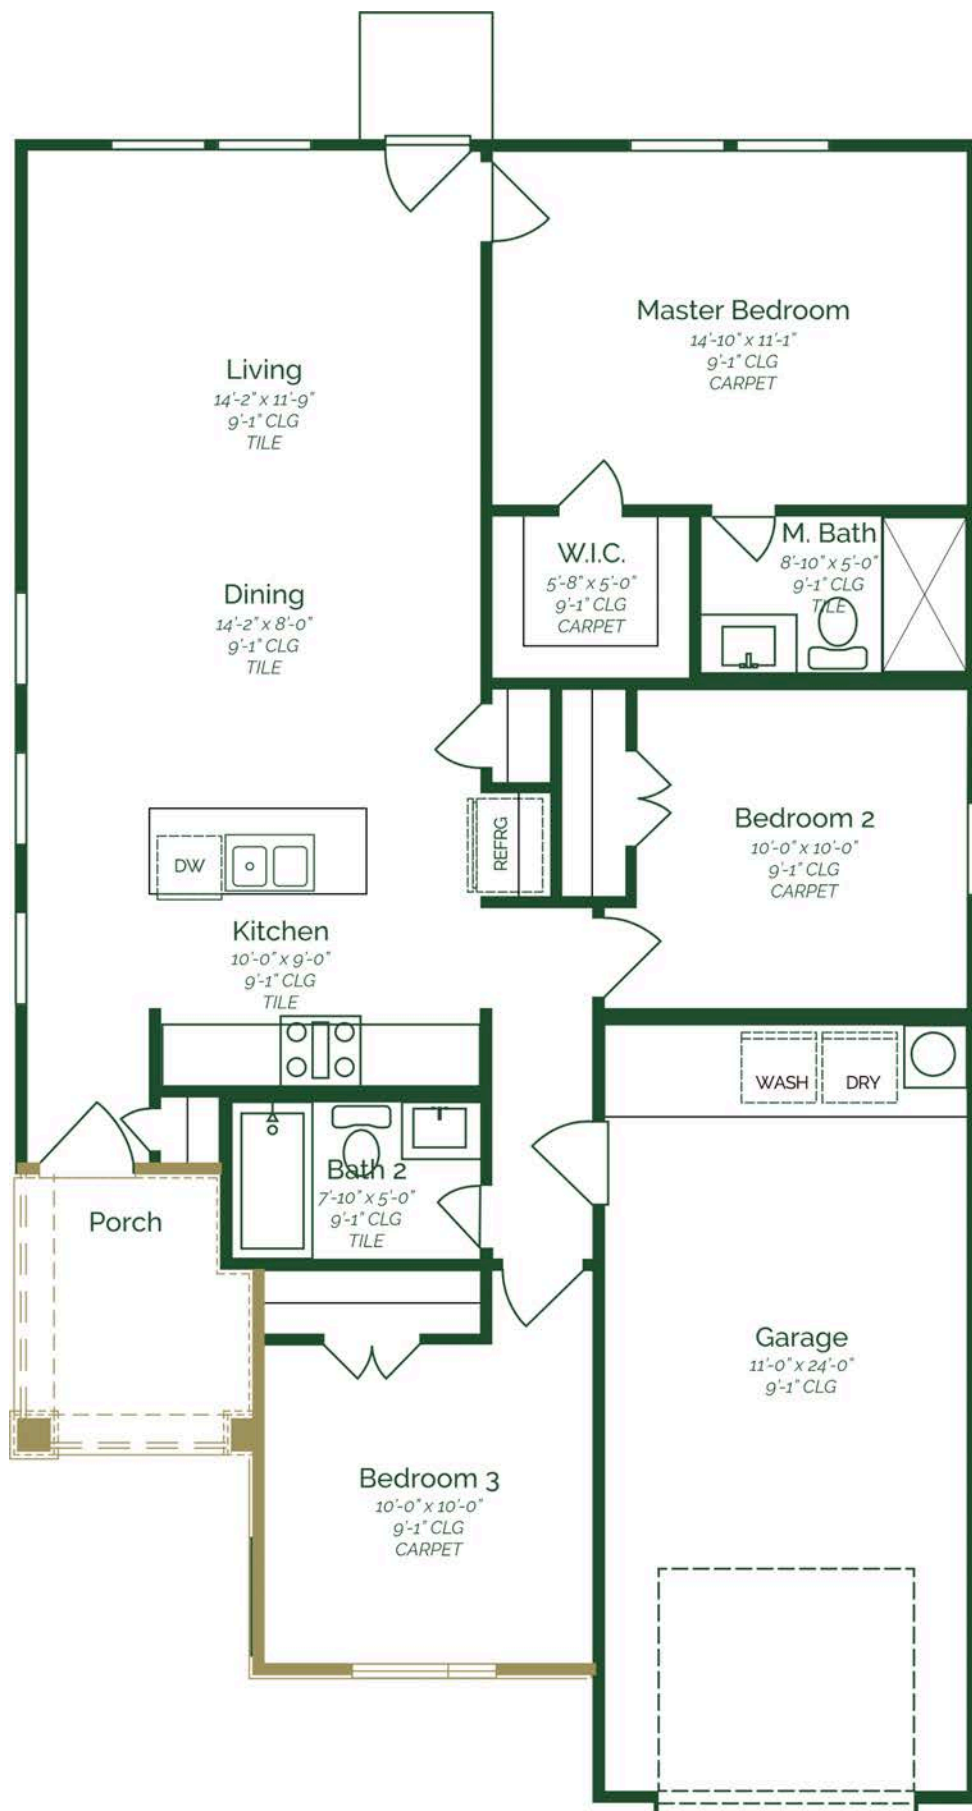 Master Bedroom
14'-10" x 11'-1"
9'-1" CLG
CARPET
Living
14'-2" x 11'-9"
9'-1" CLG
TILE
M. Bath
8'-10" x 5'-0"
9'-1" CLG
TILE
W.I.C.
5'-8" x 5'-0"
9'-1" CLG
CARPET
Dining
14'-2" x 8'-0"
9'-1" CLG
TILE
Bedroom 2
10'-0" x 10'-0"
9'-1" CLG
CARPET
REFRG
DW
Kitchen
10'-0" x 9'-0"
9'-1" CLG
TILE
WASH
DRY
Bath 2
7'-10" x 5'-0"
9'-1" CLG
TILE
Porch
Garage
11'-0" x 24'-0"
9'-1" CLG
Bedroom 3
10'-0" x 10'-0"
9'-1" CLG
CARPET